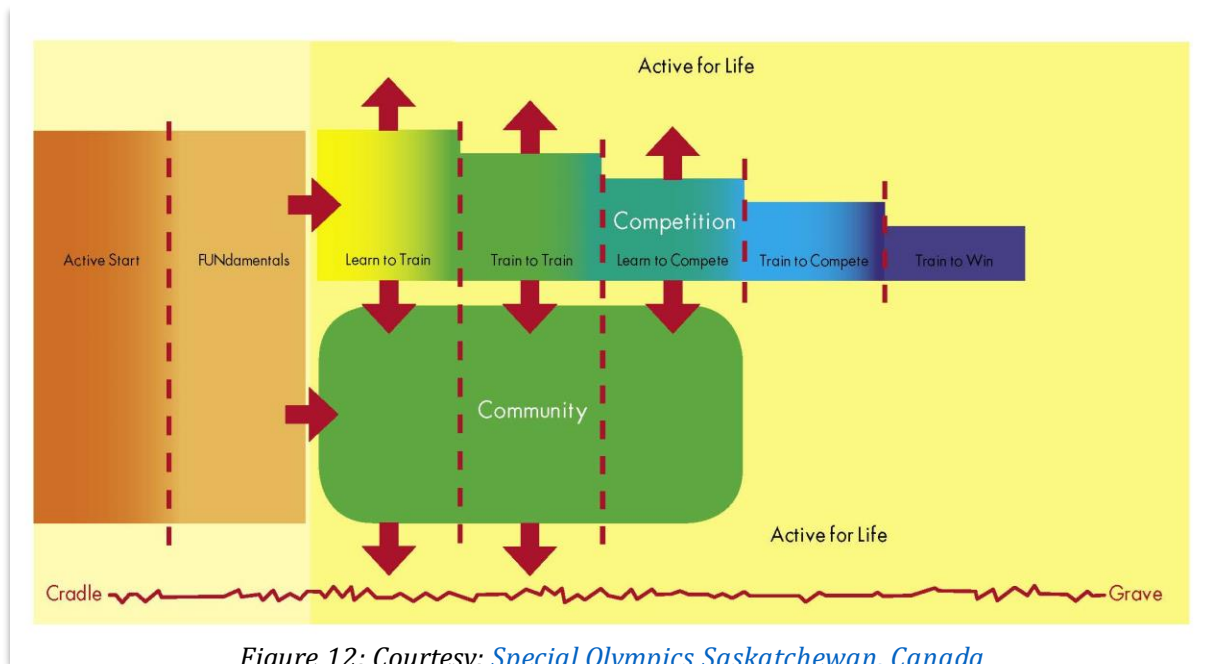 Active for Life
Competition
Active Start
FUNdamentals
Learn to Train
Train to Train
Learn to Compete
Train to Compete
Train to Win
Community
Active for Life
Cradle
Grave
Figure 12: Courtesy: Special Olympics Saskatchewan, Canada